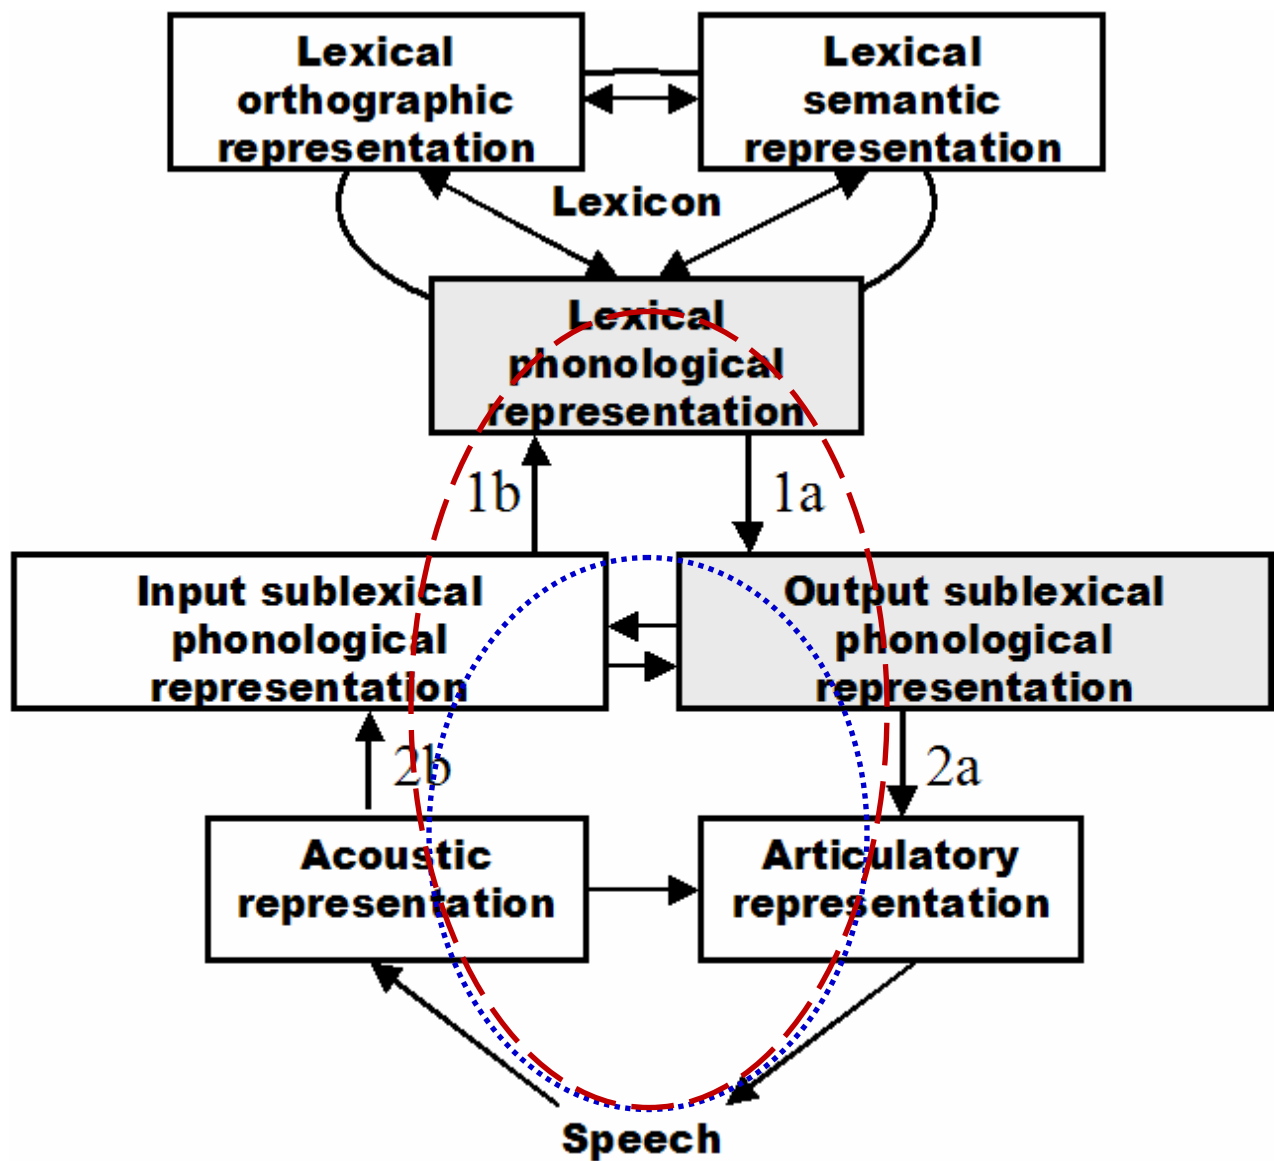 Lexical
orthographic
representation
Lexical
semantic
representation
Lexicon
Lexical
phonological
representation
1b
1a
Input sublexical
phonological
representation
Output sublexical
phonological
representation
2b
2a
Acoustic
representation
Articulatory
representation
Speech